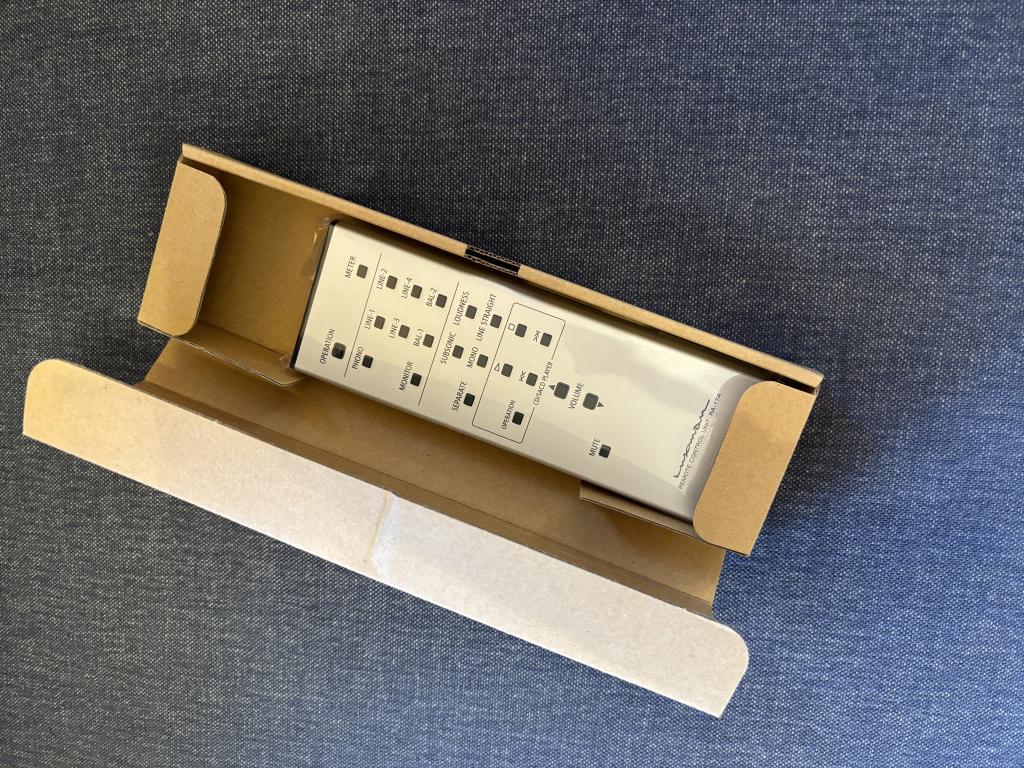 OPERATION
METER
PHONO
LINE-1
LINE-2
LINE-3
LINE-4
MONITOR
BAL-1
BAL-2
SEPARATE
SUBSONIC
LOUDNESS
MONO
LINE STRAIGHT
OPERATION
CD/SACD PLAYER
VOLUME
MUTE
LUXMAN
REMOTE CONTROL UNIT RA-17A